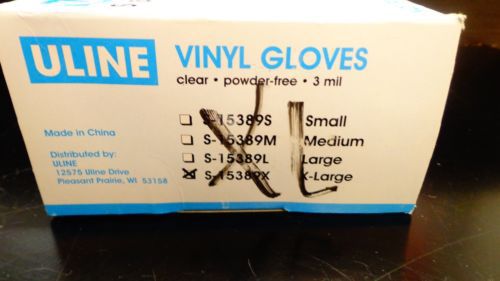 ULINE
VINYL GLOVES
clear • powder-free • 3 mil
S-15389S Small
S-15389M Medium
S-15389L Large
S-15389X X-Large
XL
Made in China
Distributed by:
ULINE
12575 Uline Drive
Pleasant Prairie, WI 53158